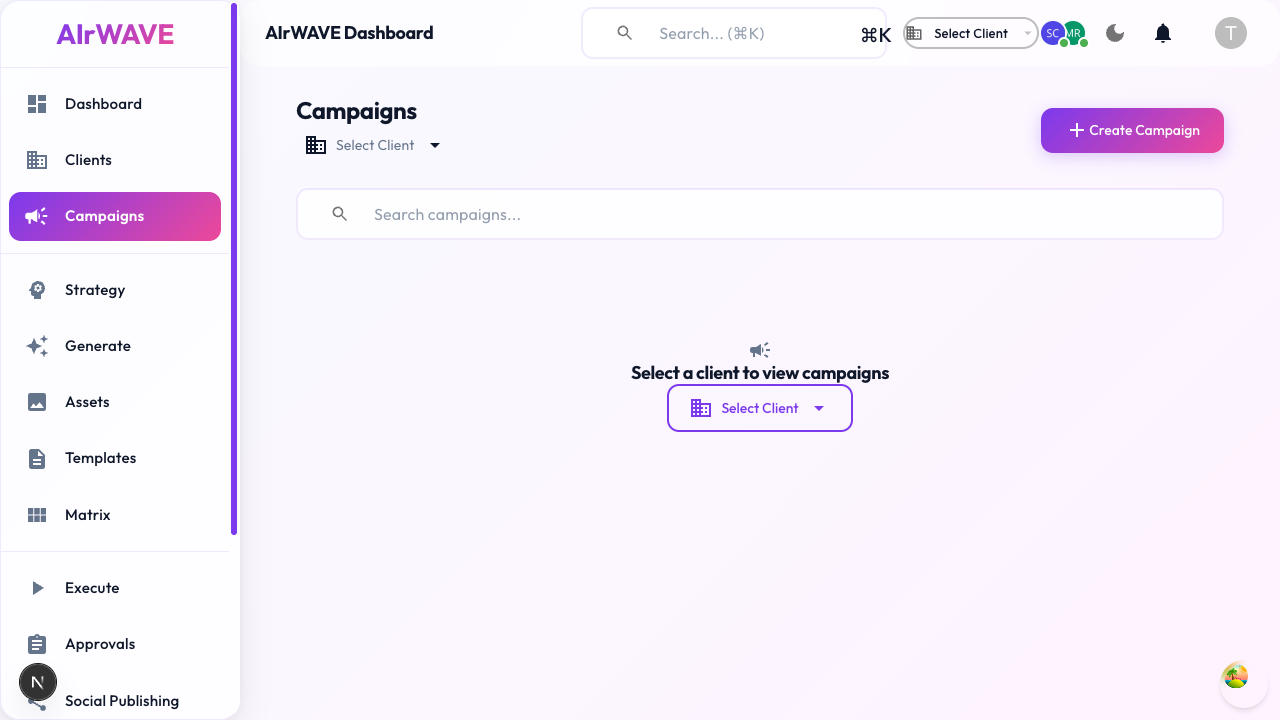 AIrWAVE
Dashboard
Clients
Campaigns
Strategy
Generate
Assets
Templates
Matrix
Execute
Approvals
Social Publishing
N
AIrWAVE Dashboard
Search... (⌘K)
⌘K
Select Client
SC
MR
T
Campaigns
Select Client
Create Campaign
Search campaigns...
Select a client to view campaigns
Select Client